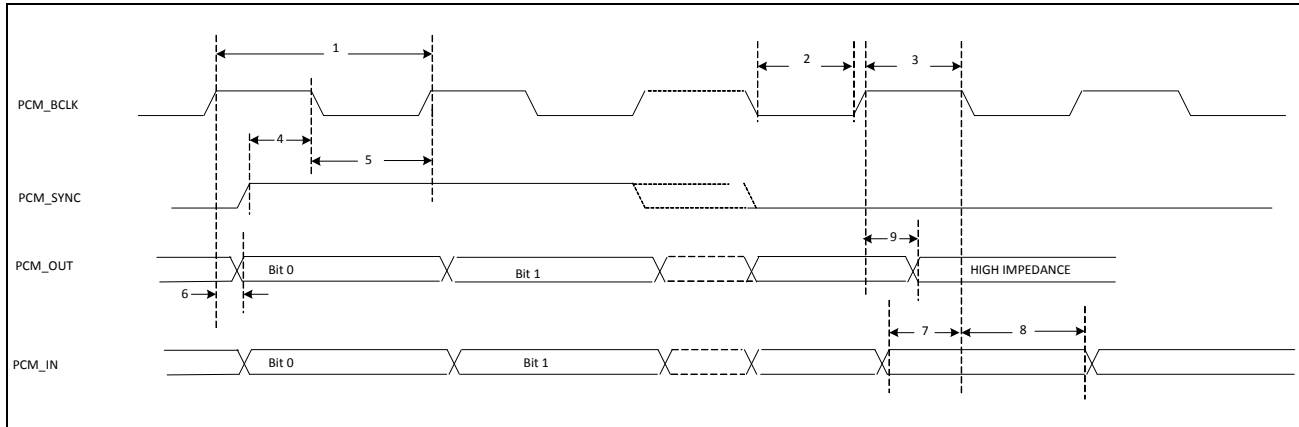 1
2
3
PCM_BCLK
4
5
PCM_SYNC
9
PCM_OUT
Bit 0
Bit 1
HIGH IMPEDANCE
6
7
8
PCM_IN
Bit 0
Bit 1